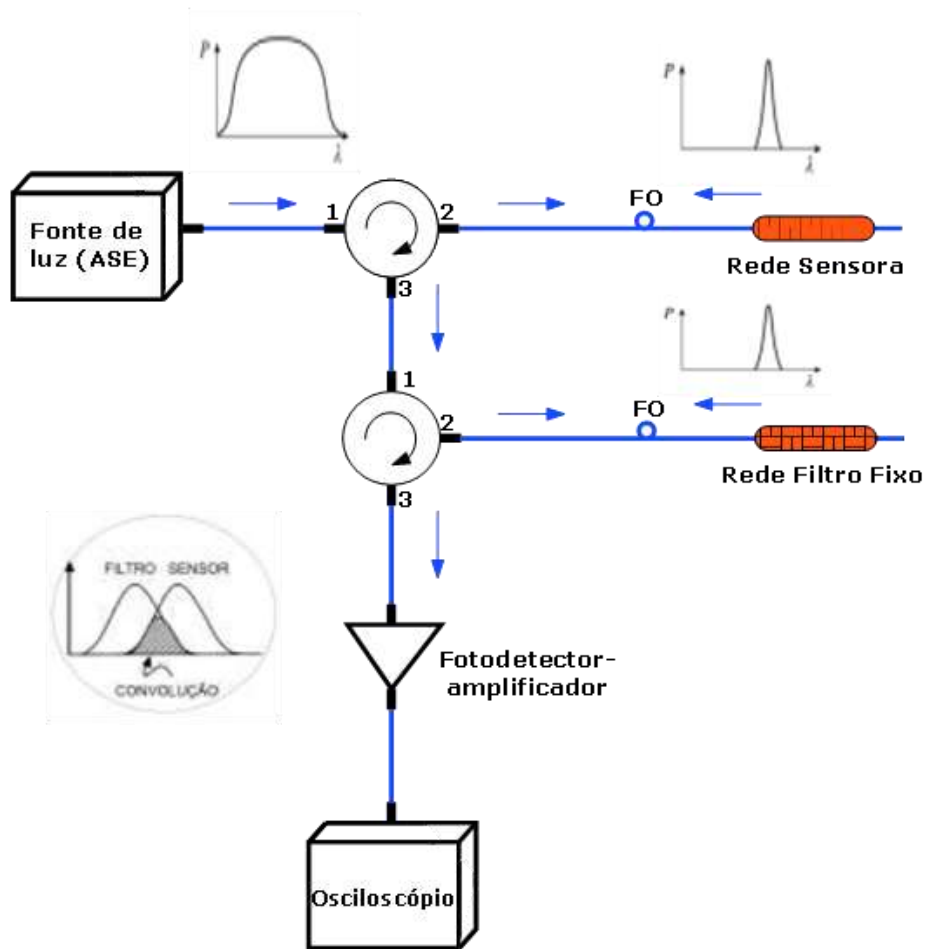 P
λ
P
λ
Fonte de
luz (ASE)
1
2
3
FO
Rede Sensora
P
λ
1
2
3
FO
Rede Filtro Fixo
FILTRO SENSOR
CONVOLUÇÃO
Fotodetector-
amplificador
Osciloscópio